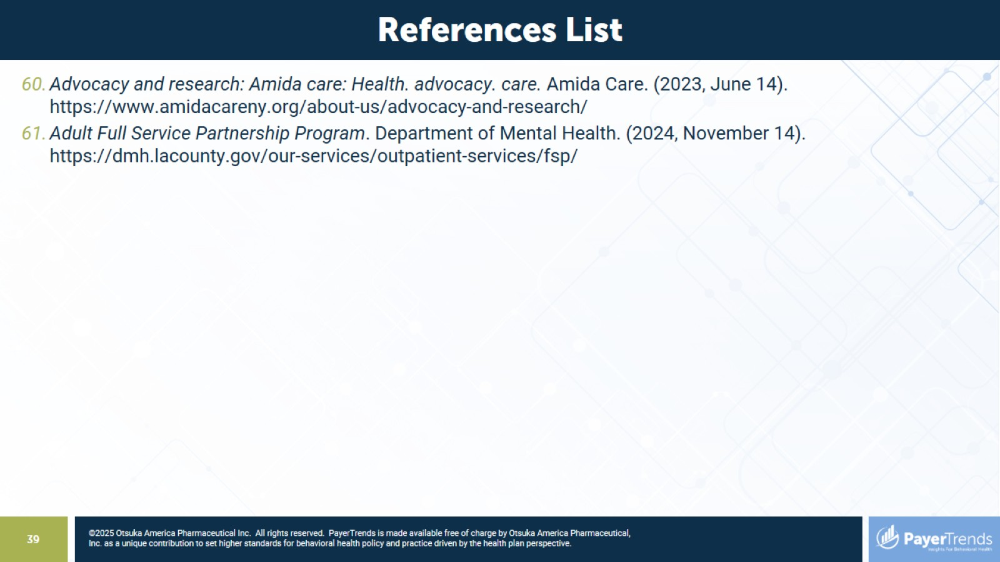 References List
60. Advocacy and research: Amida care: Health. advocacy. care. Amida Care. (2023, June 14).
https://www.amidacareny.org/about-us/advocacy-and-research/
61. Adult Full Service Partnership Program. Department of Mental Health. (2024, November 14).
https://dmh.lacounty.gov/our-services/outpatient-services/fsp/
39
©2025 Otsuka America Pharmaceutical Inc. All rights reserved. PayerTrends is made available free of charge by Otsuka America Pharmaceutical,
Inc. as a unique contribution to set higher standards for behavioral health policy and practice driven by the health plan perspective.
PayerTrends
Insights For Behavioral Health